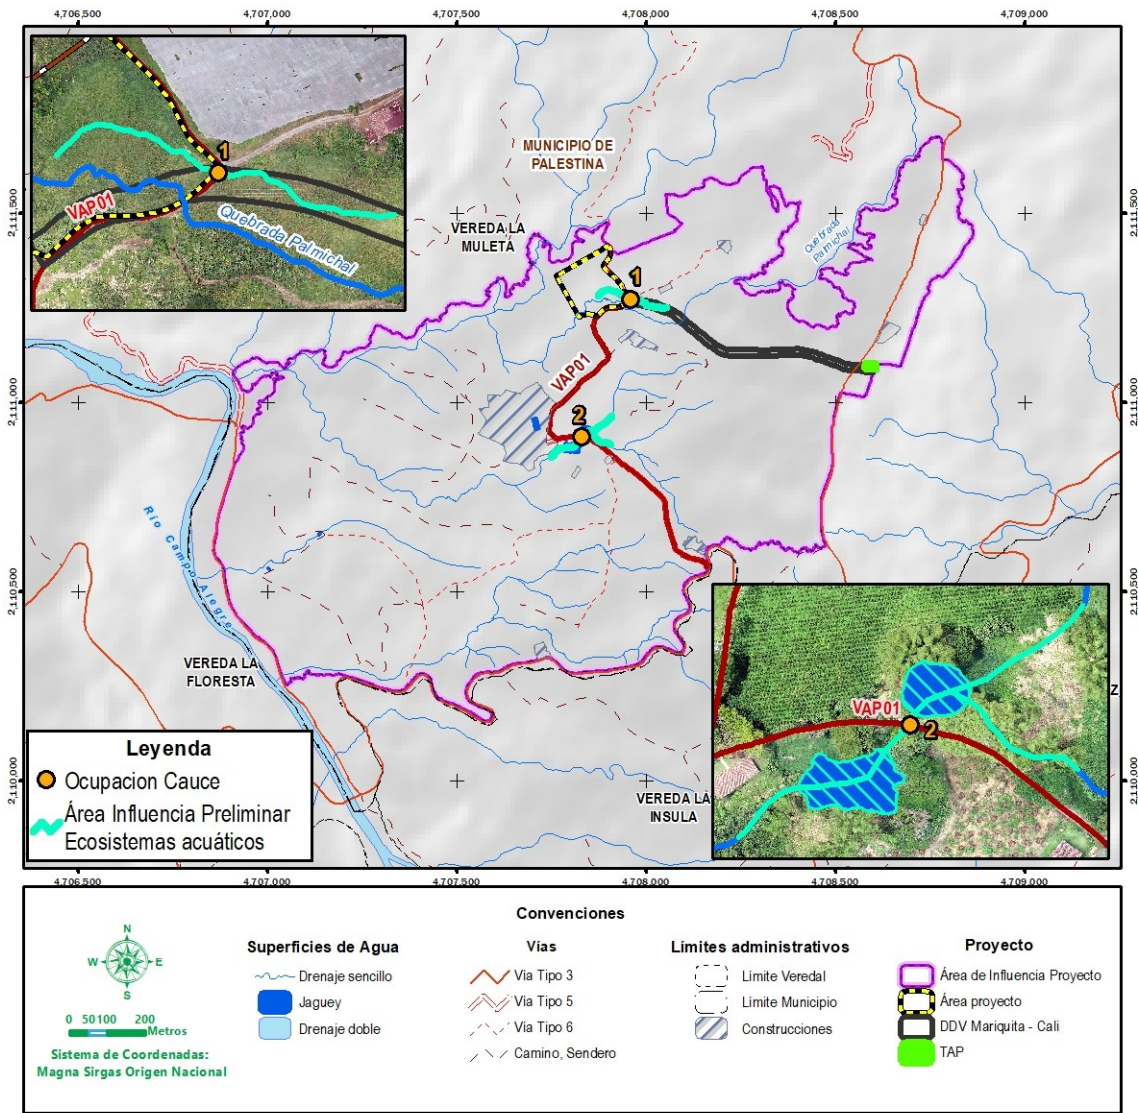 4,706,500
4,707,000
4,707,500
4,708,000
4,708,500
4,709,000
2,111,500
2,111,000
2,110,500
2,110,000
2,111,500
2,111,000
2,110,500
2,110,000
1
VAP01
Quebrada Palmichal
MUNICIPIO DE
PALESTINA
VEREDA LA
MULETA
Quebrada
Palmichal
1
VAP01
2
Río Campo Alegre
VEREDA LA
FLORESTA
VEREDA LA
INSULA
VAP01
2
Z
Leyenda
Ocupacion Cauce
Área Influencia Preliminar
Ecosistemas acuáticos
4,706,500
4,707,000
4,707,500
4,708,000
4,708,500
4,709,000
Convenciones
N
W
E
S
0 50 100 200
Metros
Sistema de Coordenadas:
Magna Sirgas Origen Nacional
Superficies de Agua
Drenaje sencillo
Jaguey
Drenaje doble
Vías
Vía Tipo 3
Vía Tipo 5
Vía Tipo 6
Camino, Sendero
Límites administrativos
Limite Veredal
Limite Municipio
Construcciones
Proyecto
Área de Influencia Proyecto
Área proyecto
DDV Mariquita - Cali
TAP